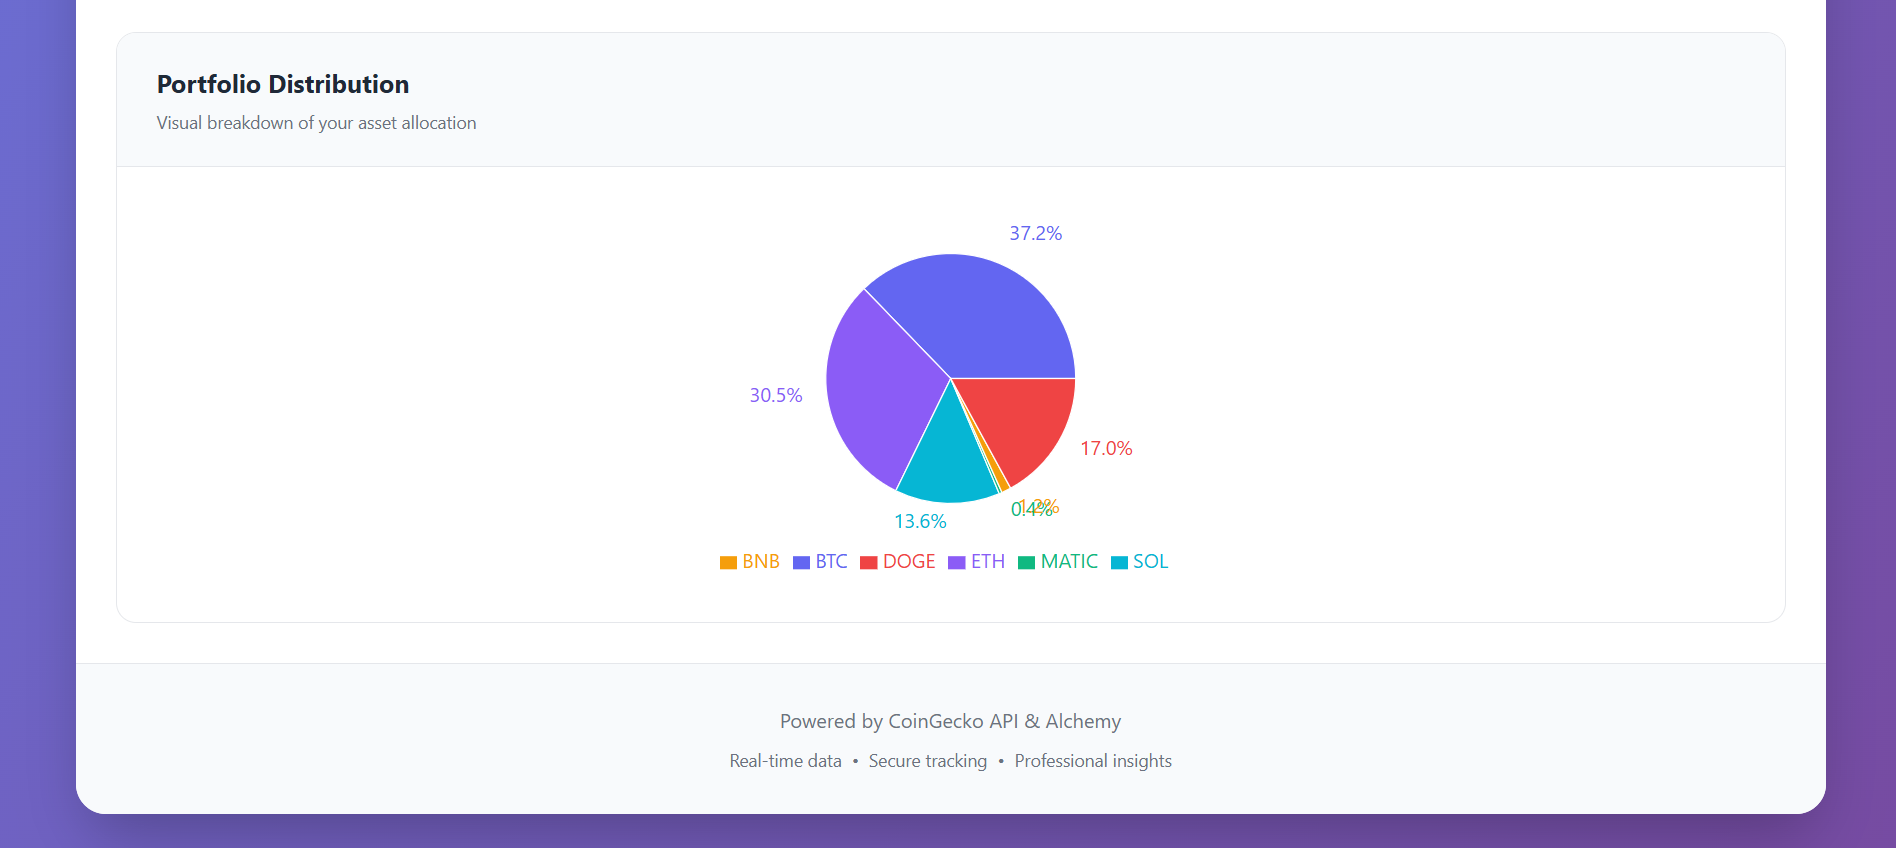 Portfolio Distribution
Visual breakdown of your asset allocation
37.2%
30.5%
17.0%
1.2%
0.4%
13.6%
BNB BTC DOGE ETH MATIC SOL
Powered by CoinGecko API & Alchemy
Real-time data • Secure tracking • Professional insights